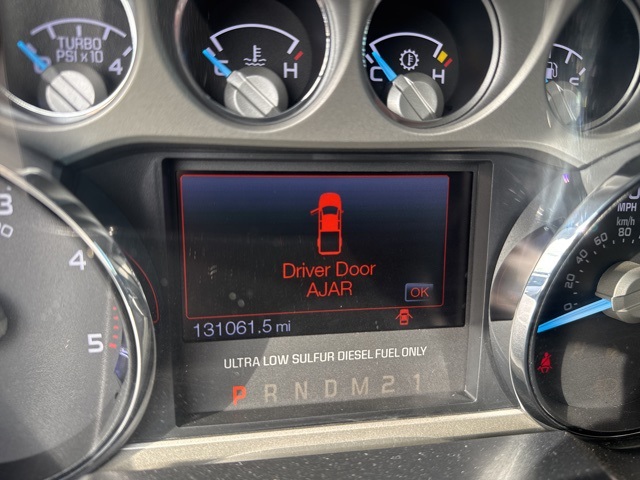 TURBO
PSI x 10
0 4
C H
C H
E
3
4
5
Driver Door
AJAR
OK
131061.5 mi
ULTRA LOW SULFUR DIESEL FUEL ONLY
P R N D M 2 1
MPH
km/h
80
60
40
20
0